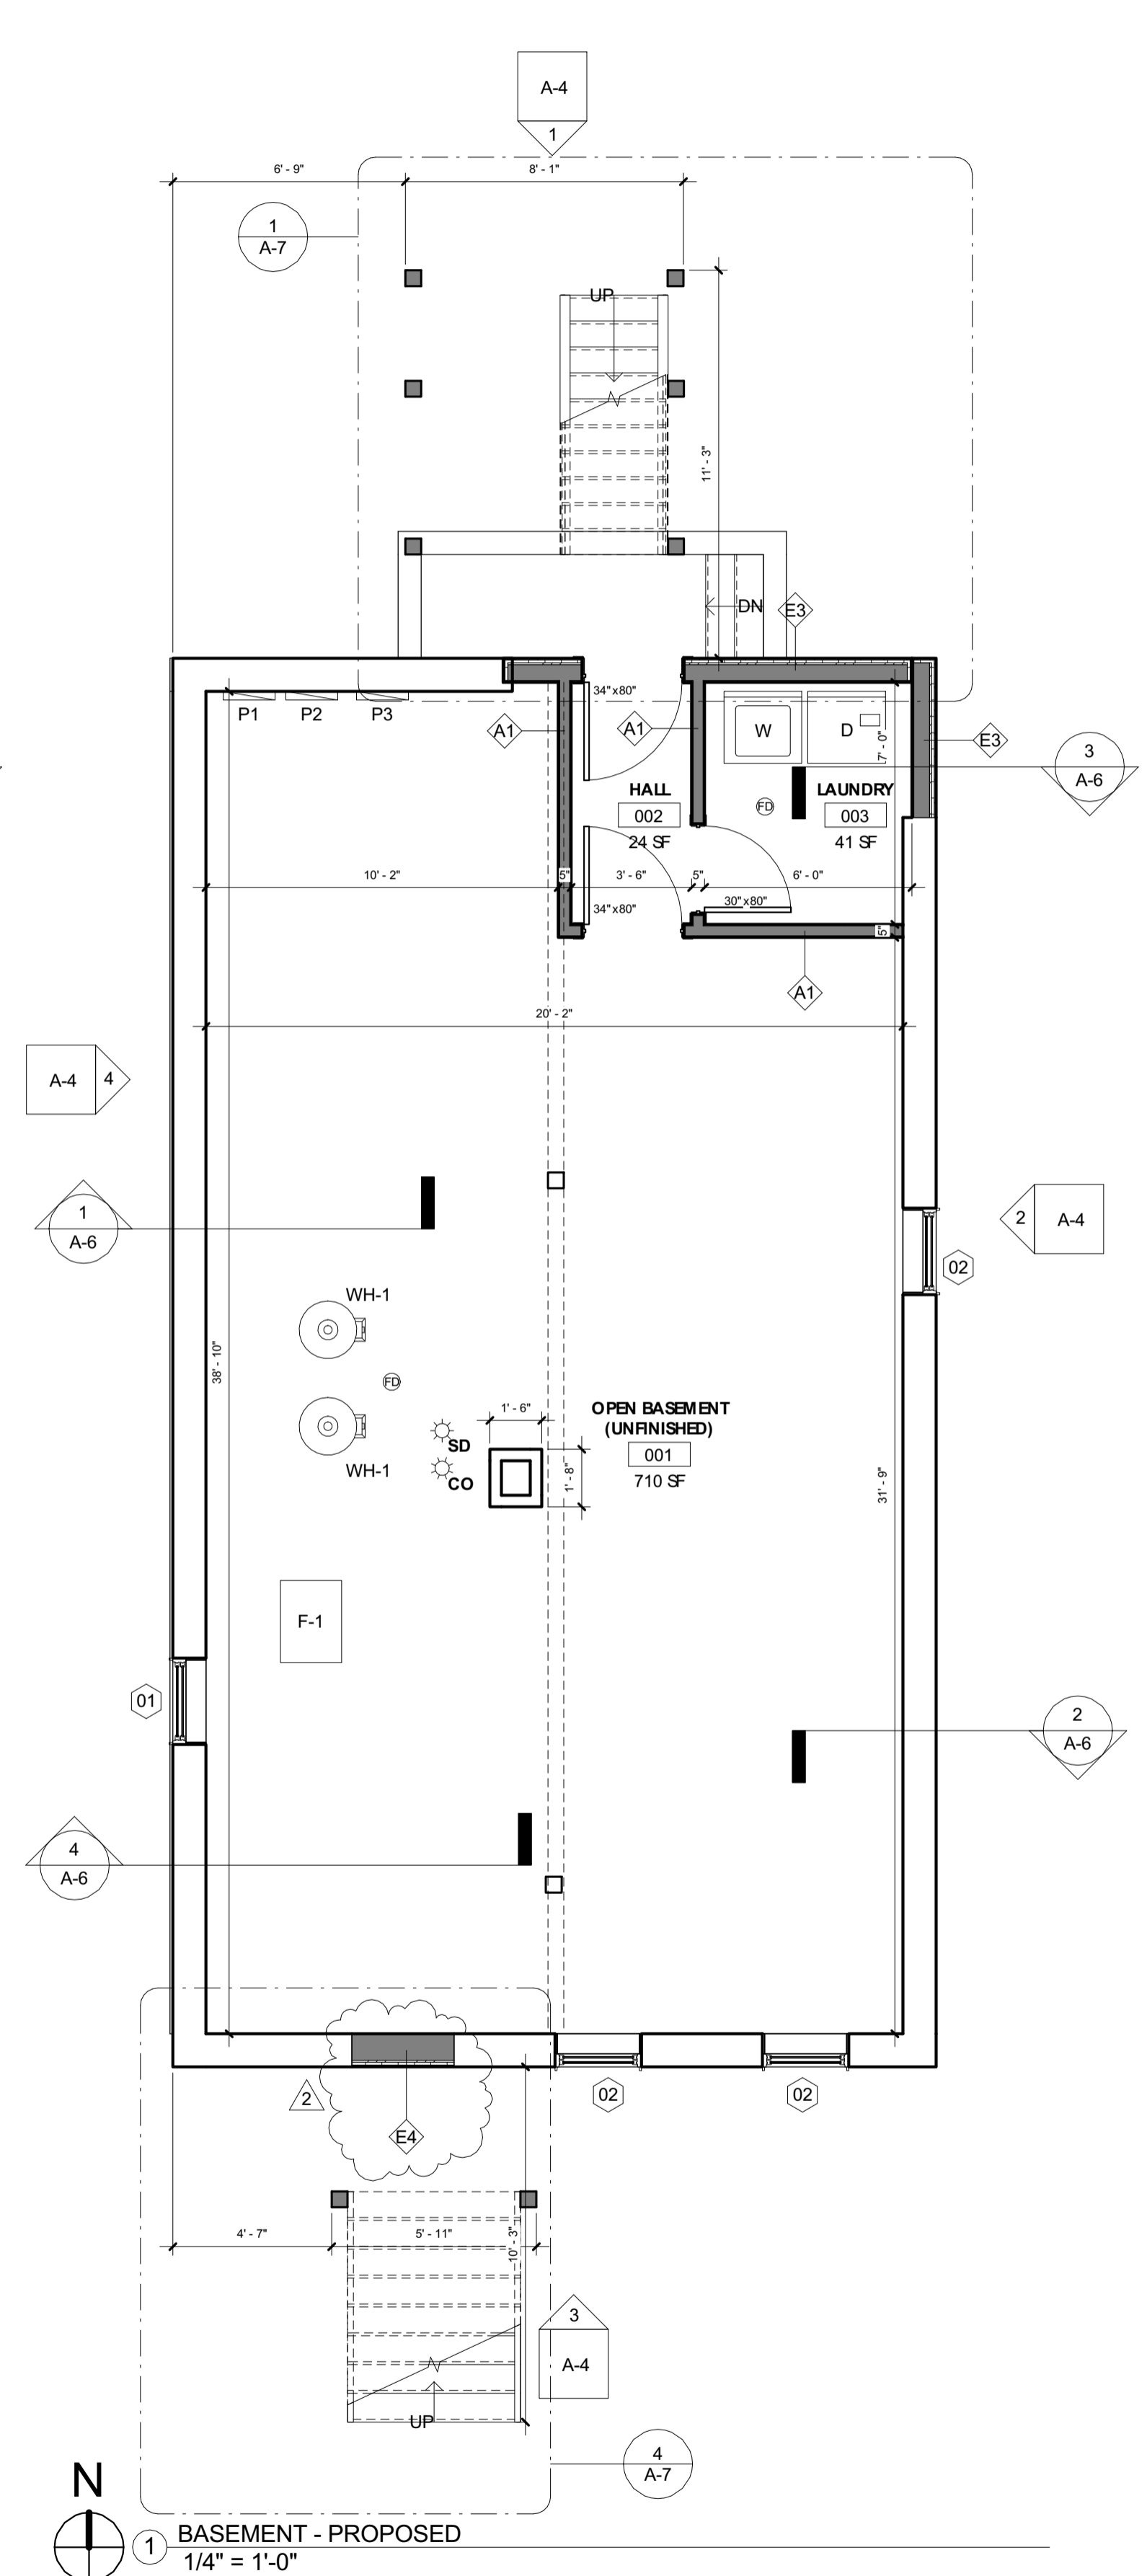 A-4
1
6' - 9"
8' - 1"
1
A-7
UP
11' - 3"
DN
E3
34"x80"
P1
P2
P3
A1
A1
W
D
7' - 0"
E3
3
A-6
HALL
002
24 SF
FD
LAUNDRY
003
41 SF
10' - 2"
5"
3' - 6"
5"
6' - 0"
34"x80"
30"x80"
5"
A1
20' - 2"
A-4
4
1
A-6
2
A-4
02
WH-1
38' - 10"
FD
WH-1
SD
CO
1' - 6"
1' - 8"
OPEN BASEMENT
(UNFINISHED)
001
710 SF
31' - 9"
F-1
01
2
A-6
4
A-6
2
E4
02
02
4' - 7"
5' - 11"
10' - 3"
3
A-4
UP
4
A-7
N
1
BASEMENT - PROPOSED
1/4" = 1'-0"